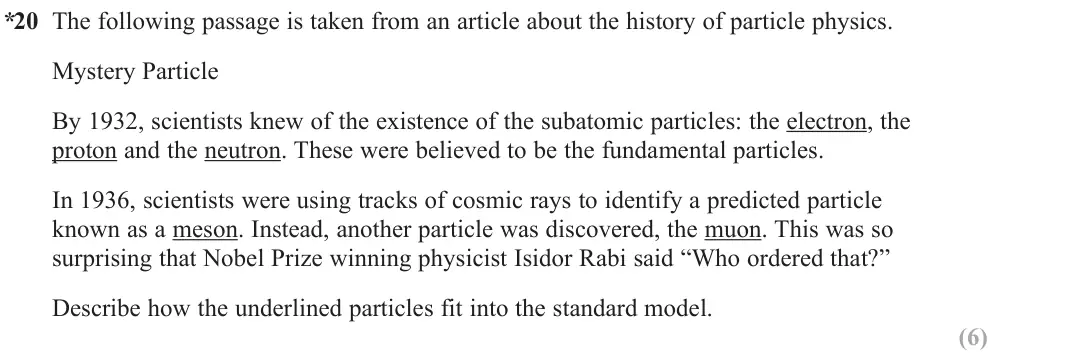 *20 The following passage is taken from an article about the history of particle physics.
Mystery Particle
By 1932, scientists knew of the existence of the subatomic particles: the electron, the
proton and the neutron. These were believed to be the fundamental particles.
In 1936, scientists were using tracks of cosmic rays to identify a predicted particle
known as a meson. Instead, another particle was discovered, the muon. This was so
surprising that Nobel Prize winning physicist Isidor Rabi said “Who ordered that?”
Describe how the underlined particles fit into the standard model.
(6)